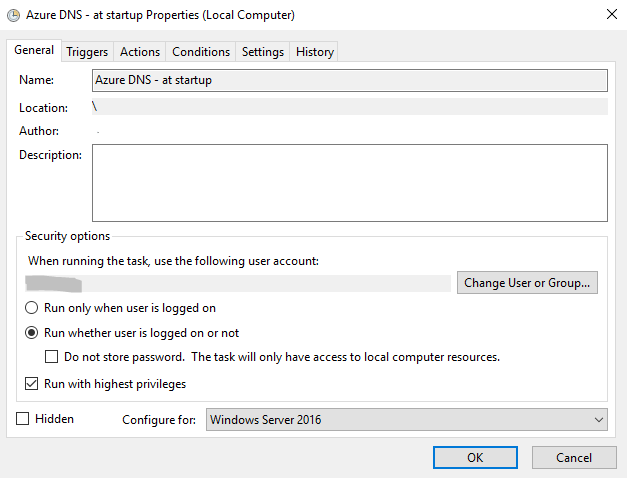 Azure DNS - at startup Properties (Local Computer)
General Triggers Actions Conditions Settings History
Name: Azure DNS - at startup
Location: \
Author:
Description:
Security options
When running the task, use the following user account:
Change User or Group...
Run only when user is logged on
Run whether user is logged on or not
Do not store password. The task will only have access to local computer resources.
Run with highest privileges
Hidden Configure for: Windows Server 2016
OK Cancel